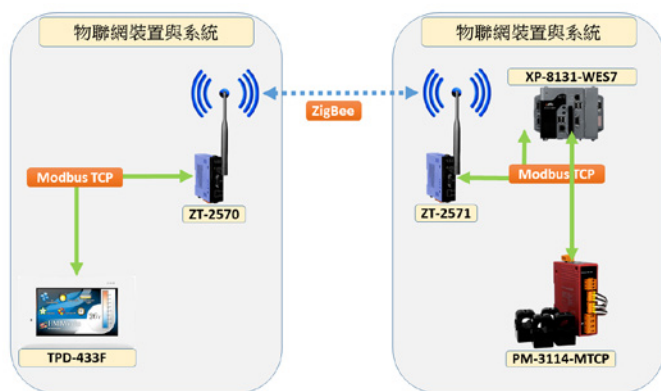 物聯網裝置與系統
ZigBee
Modbus TCP
ZT-2570
TPD-433F
物聯網裝置與系統
XP-8131-WES7
Modbus TCP
ZT-2571
PM-3114-MTCP